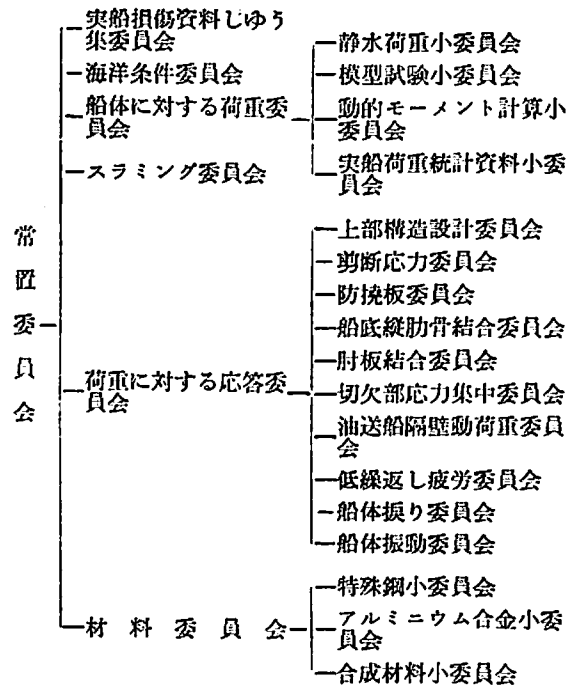 常置委員会
実船損傷資料しゆう
集委員会
海洋条件委員会
船体に対する荷重委
員会
静水荷重小委員会
模型試験小委員会
動的モーメント計算小
委員会
実船荷重統計資料小委
員会
スラミング委員会
荷重に対する応答委
員会
上部構造設計委員会
剪断応力委員会
防撓板委員会
船底縦肋骨結合委員会
肘板結合委員会
切欠部応力集中委員会
油送船隔壁動荷重委員
会
低繰返し疲労委員会
船体捩り委員会
船体振動委員会
材料委員会
特殊鋼小委員会
アルミニウム合金小委
員会
合成材料小委員会